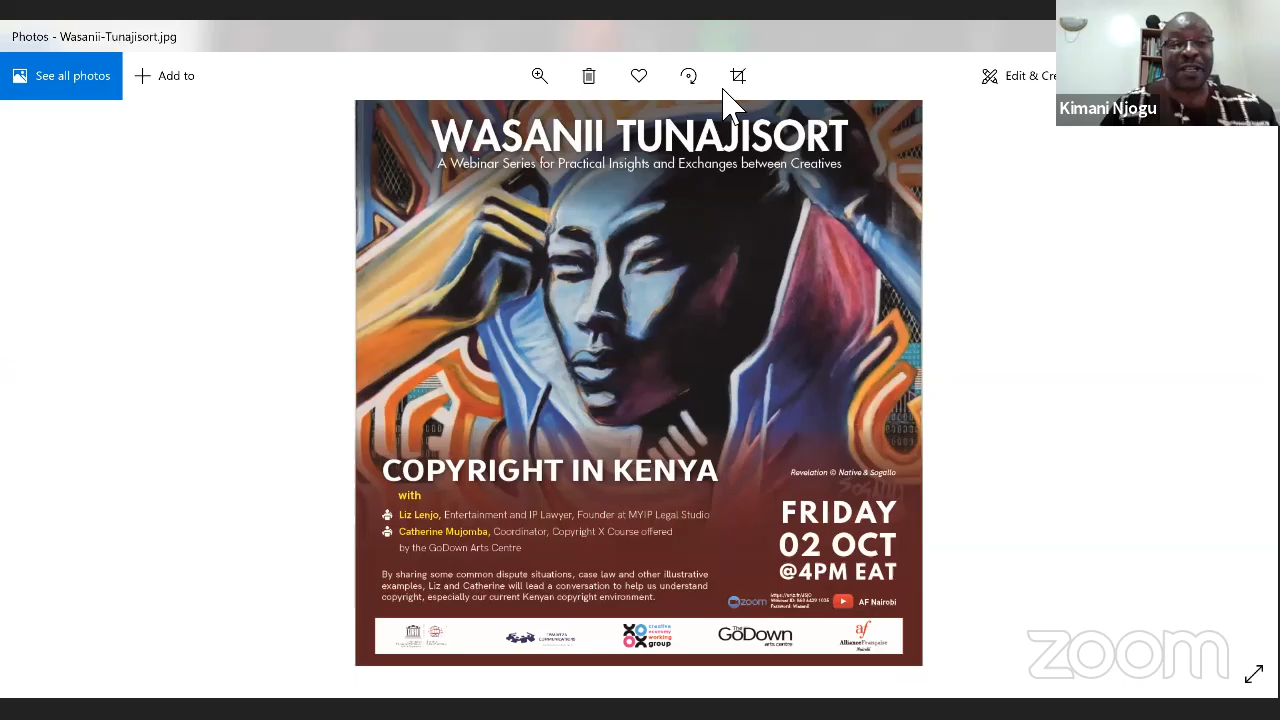 Photos - Wasanii-Tunajisort.jpg
See all photos
Add to
Edit & Cre
Kimani Njogu
WASANII TUNAJISORT
A Webinar Series for Practical Insights and Exchanges between Creatives
COPYRIGHT IN KENYA
with
Liz Lenjo, Entertainment and IP Lawyer, Founder at MYIP Legal Studio
Catherine Mujomba, Coordinator, Copyright X Course offered
by the GoDown Arts Centre
By sharing some common dispute situations, case law and other illustrative
examples, Liz and Catherine will lead a conversation to help us understand
copyright, especially our current Kenyan copyright environment.
Revelation © Native & Sogallo
FRIDAY
02 OCT
@4PM EAT
zoom
AF Nairobi
creative
economy
working
group
The
GoDown
arts centre
af
AllianceFrançaise
Nairobi
zoom